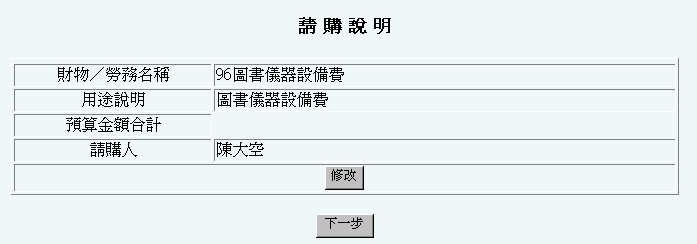 請 購 說 明
財物／勞務名稱 96圖書儀器設備費
用途說明 圖書儀器設備費
預算金額合計
請購人 陳大空
修改
下一步